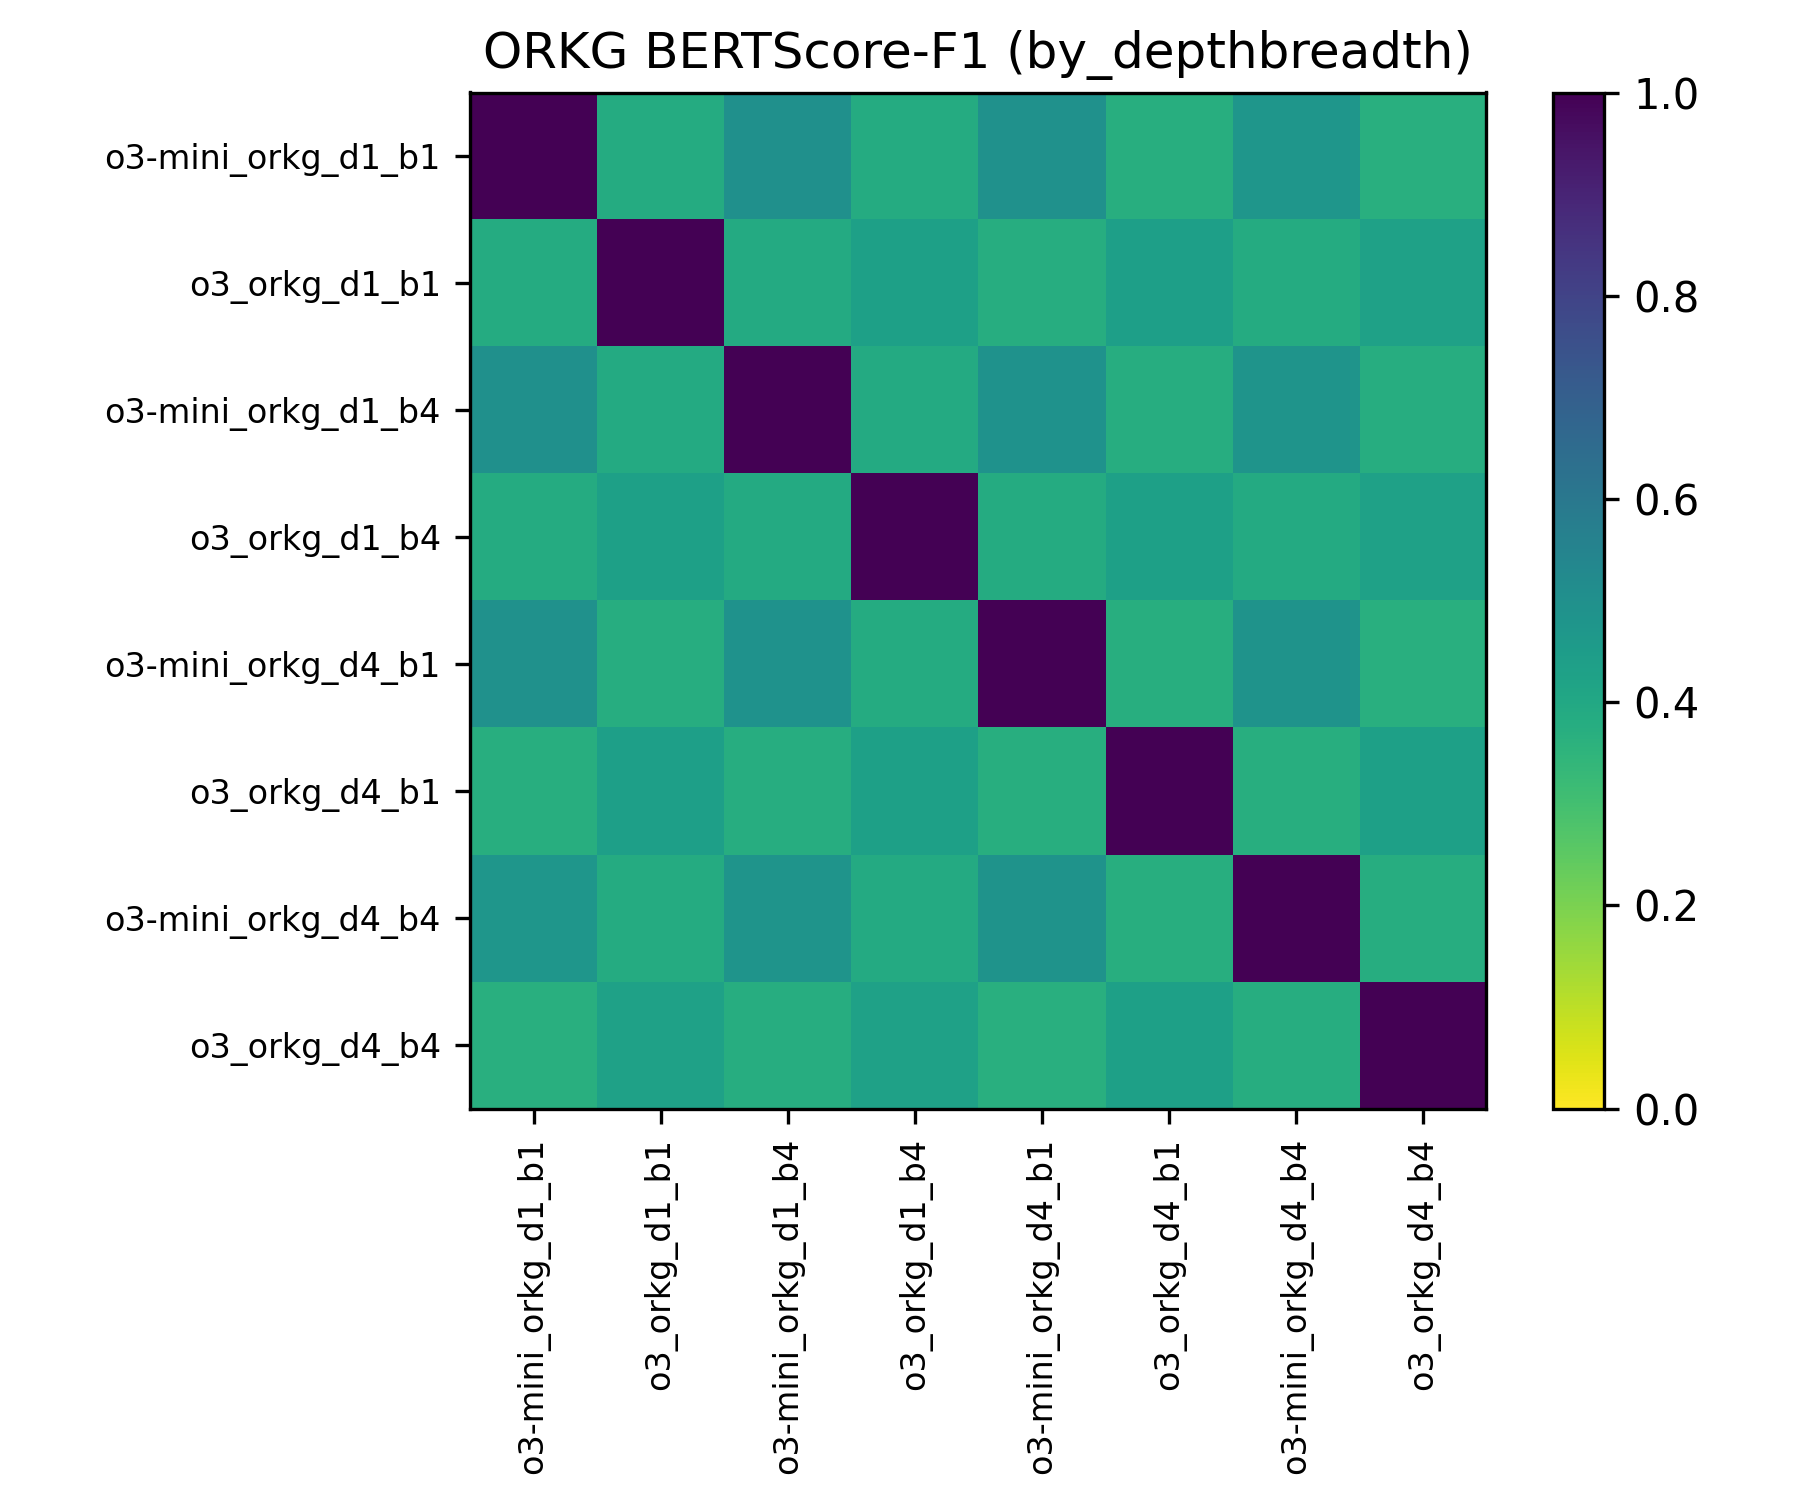 ORKG BERTScore-F1 (by_depthbreadth)
o3-mini_orkg_d1_b1
o3_orkg_d1_b1
o3-mini_orkg_d1_b4
o3_orkg_d1_b4
o3-mini_orkg_d4_b1
o3_orkg_d4_b1
o3-mini_orkg_d4_b4
o3_orkg_d4_b4
o3-mini_orkg_d1_b1
o3_orkg_d1_b1
o3-mini_orkg_d1_b4
o3_orkg_d1_b4
o3-mini_orkg_d4_b1
o3_orkg_d4_b1
o3-mini_orkg_d4_b4
o3_orkg_d4_b4
1.0
0.8
0.6
0.4
0.2
0.0